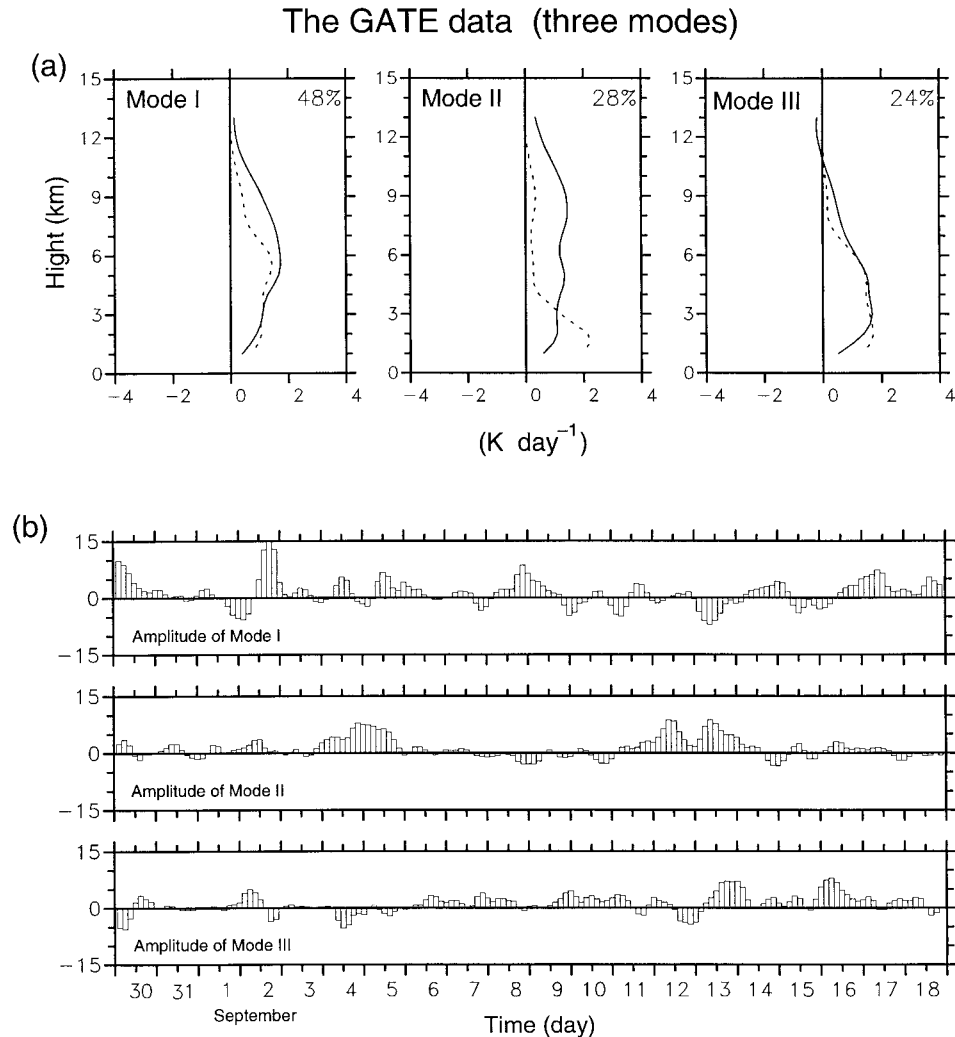 The GATE data (three modes)
(a)
15 15 15
Mode I 48% Mode II 28% Mode III 24%
12 12 12
9 9 9
Hight (km)
6 6 6
3 3 3
0 0 0
−4 −2 0 2 4 −4 −2 0 2 4 −4 −2 0 2 4
(K day⁻¹)
(b)
15
0
Amplitude of Mode I
−15
15
0
Amplitude of Mode II
−15
15
0
Amplitude of Mode III
−15
30 31 1 2 3 4 5 6 7 8 9 10 11 12 13 14 15 16 17 18
September
Time (day)